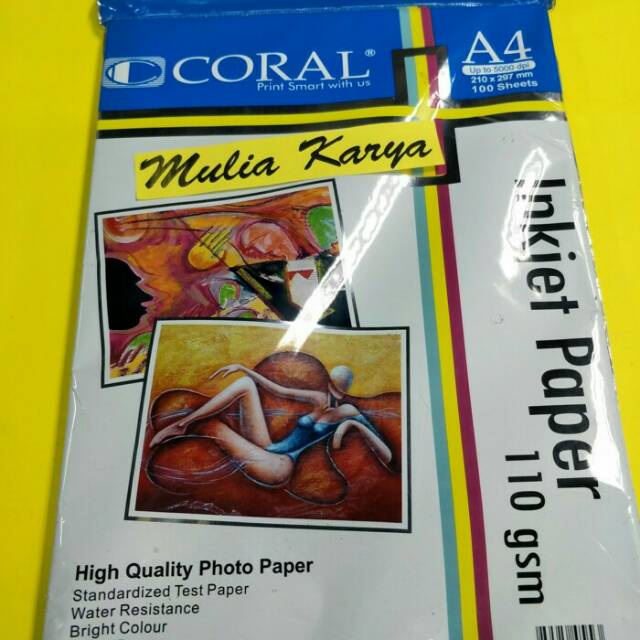 CORAL®
Print Smart with us
A4
Up to 5000 dpi
210 x 297 mm
100 Sheets
Mulia Karya
Inkjet Paper
110 gsm
High Quality Photo Paper
Standardized Test Paper
Water Resistance
Bright Colour